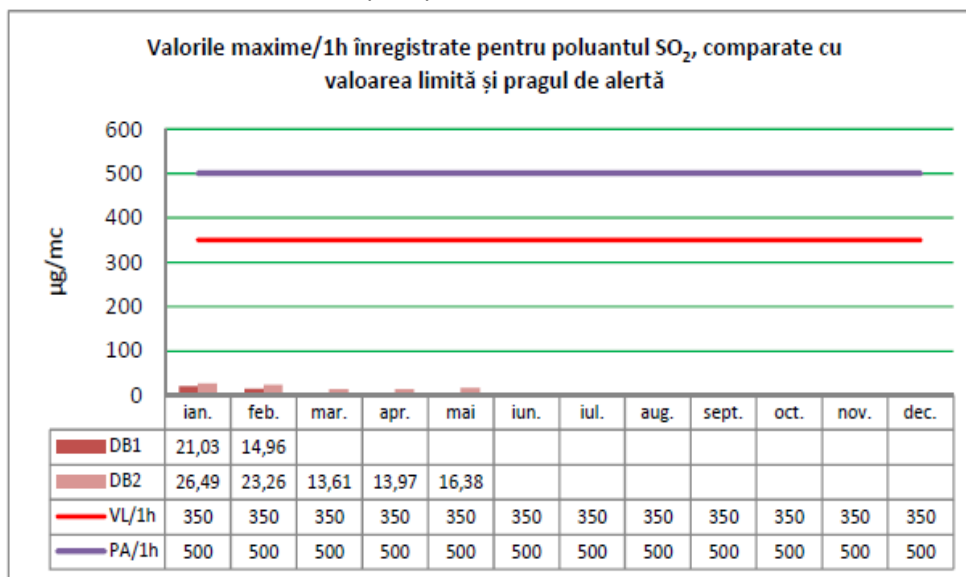 Valorile maxime/1h înregistrate pentru poluantul SO₂, comparate cu
valoarea limită și pragul de alertă
600
500
400
300
200
100
0
µg/mc
ian. feb. mar. apr. mai iun. iul. aug. sept. oct. nov. dec.
DB1 21,03 14,96
DB2 26,49 23,26 13,61 13,97 16,38
VL/1h 350 350 350 350 350 350 350 350 350 350 350 350
PA/1h 500 500 500 500 500 500 500 500 500 500 500 500